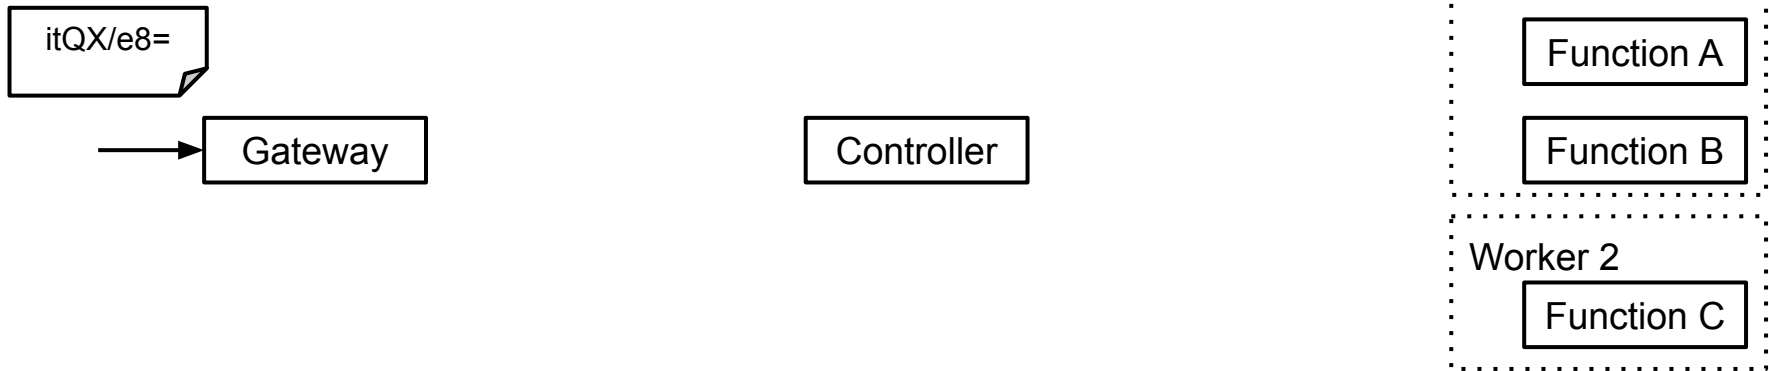 itQX/e8=
Gateway
Controller
Function A
Function B
Worker 2
Function C